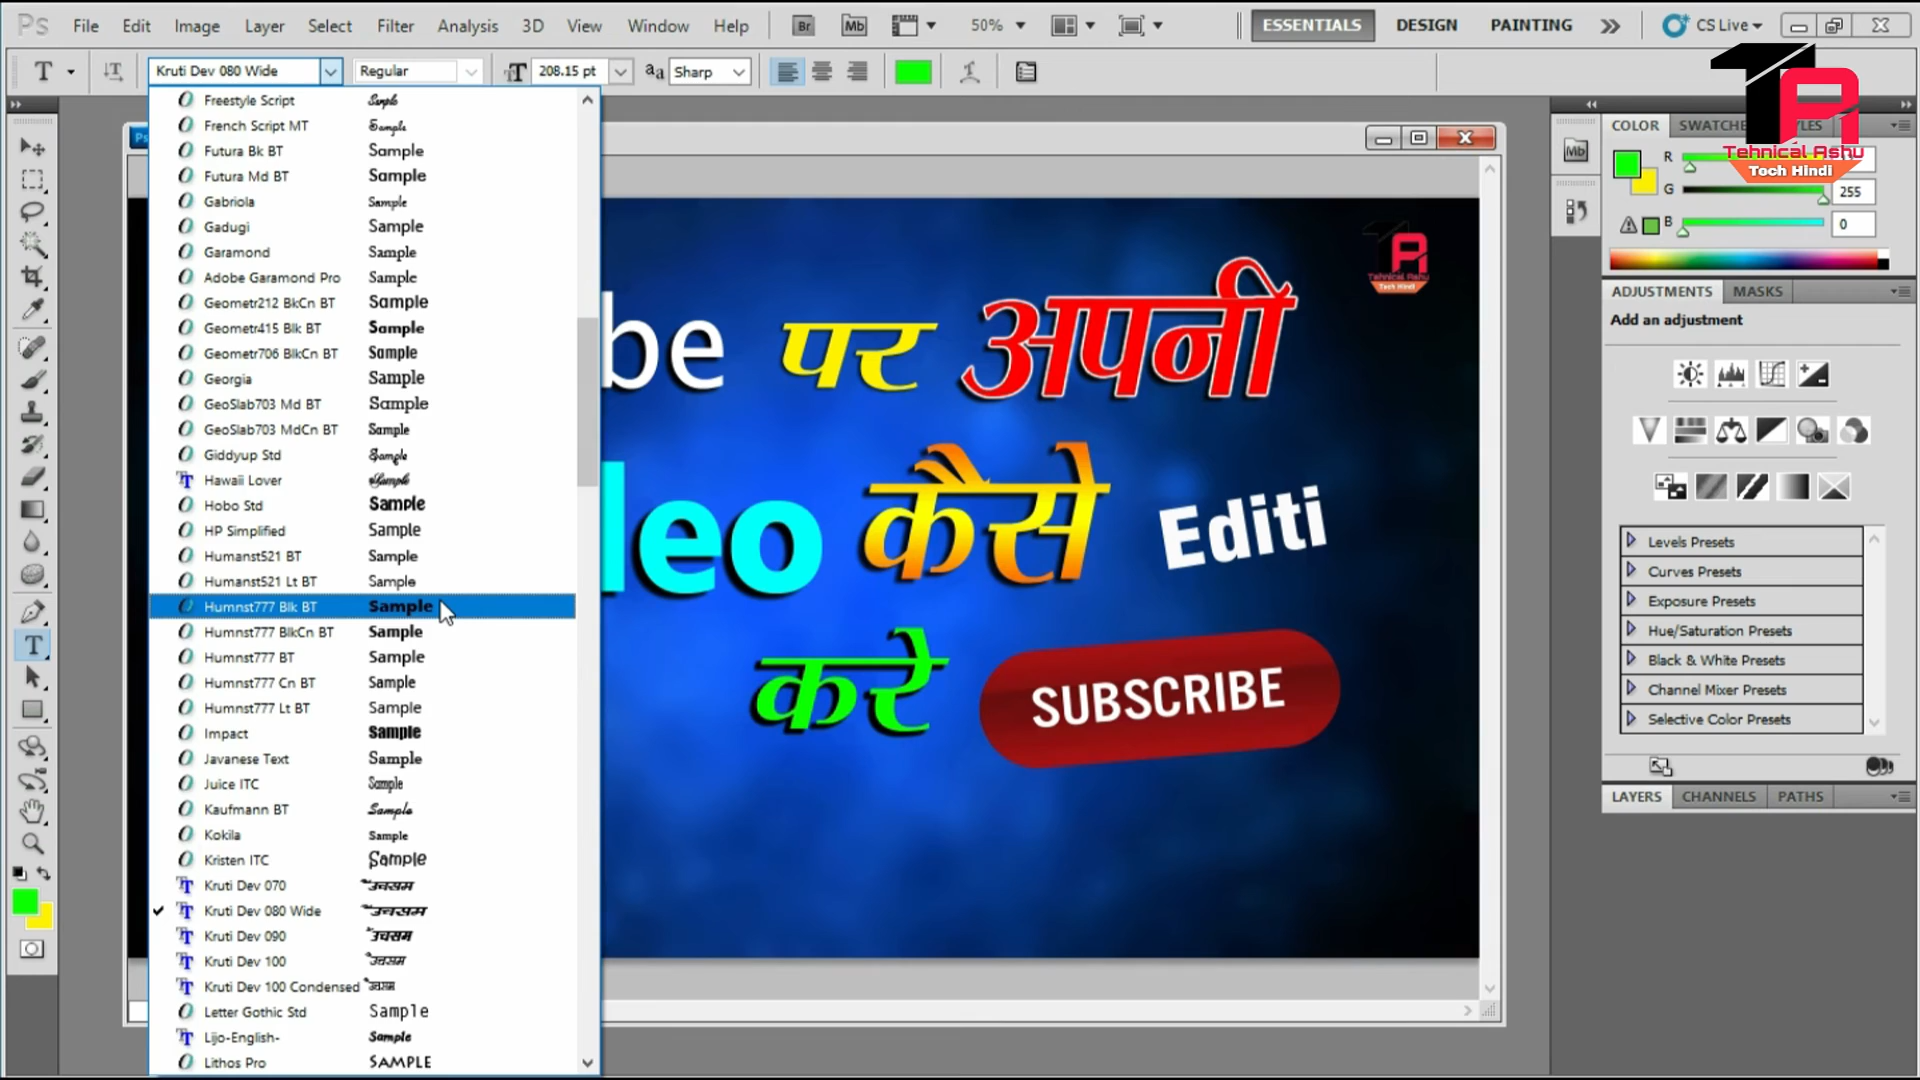 Ps File Edit Image Layer Select Filter Analysis 3D View Window Help Br Mb 50% ESSENTIALS DESIGN PAINTING CS Live
T Kruti Dev 080 Wide Regular 208.15 pt aa Sharp
Freestyle Script Sample
French Script MT Sample
Futura Bk BT Sample
Futura Md BT Sample
Gabriola Sample
Gadugi Sample
Garamond Sample
Adobe Garamond Pro Sample
Geometr212 BkCn BT Sample
Geometr415 Blk BT Sample
Geometr706 BlkCn BT Sample
Georgia Sample
GeoSlab703 Md BT Sample
GeoSlab703 MdCn BT Sample
Giddyup Std Sample
Hawaii Lover Sample
Hobo Std Sample
HP Simplified Sample
Humanst521 BT Sample
Humanst521 Lt BT Sample
Humnst777 Blk BT Sample
Humnst777 BlkCn BT Sample
Humnst777 BT Sample
Humnst777 Cn BT Sample
Humnst777 Lt BT Sample
Impact Sample
Javanese Text Sample
Juice ITC Sample
Kaufmann BT Sample
Kokila Sample
Kristen ITC Sample
Kruti Dev 070
Kruti Dev 080 Wide
Kruti Dev 090
Kruti Dev 100
Kruti Dev 100 Condensed
Letter Gothic Std Sample
Lijo-English- Sample
Lithos Pro SAMPLE
be पर अपनी
leo कैसे Editi
करे SUBSCRIBE
TA
Tehnical Ashu
Tech Hindi
TA
Tehnical Ashu
Tech Hindi
Mb
COLOR SWATCHES
R
G 255
B 0
ADJUSTMENTS MASKS
Add an adjustment
Levels Presets
Curves Presets
Exposure Presets
Hue/Saturation Presets
Black & White Presets
Channel Mixer Presets
Selective Color Presets
LAYERS CHANNELS PATHS